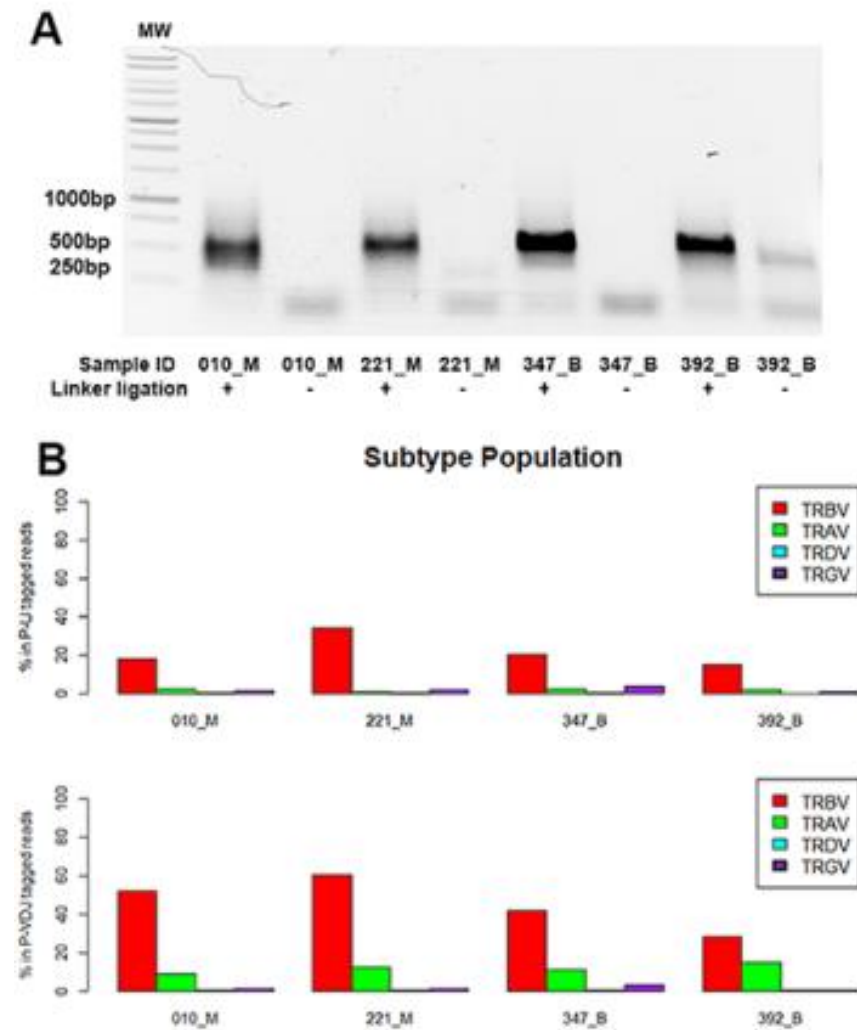 A
MW
1000bp
500bp
250bp
Sample ID 010_M 010_M 221_M 221_M 347_B 347_B 392_B 392_B
Linker ligation + - + - + - + -
B
Subtype Population
% in P-IJ tagged reads
100
80
60
40
20
0
TRBV
TRAV
TRDV
TRGV
010_M 221_M 347_B 392_B
% in P-VDJ tagged reads
100
80
60
40
20
0
TRBV
TRAV
TRDV
TRGV
010_M 221_M 347_B 392_B